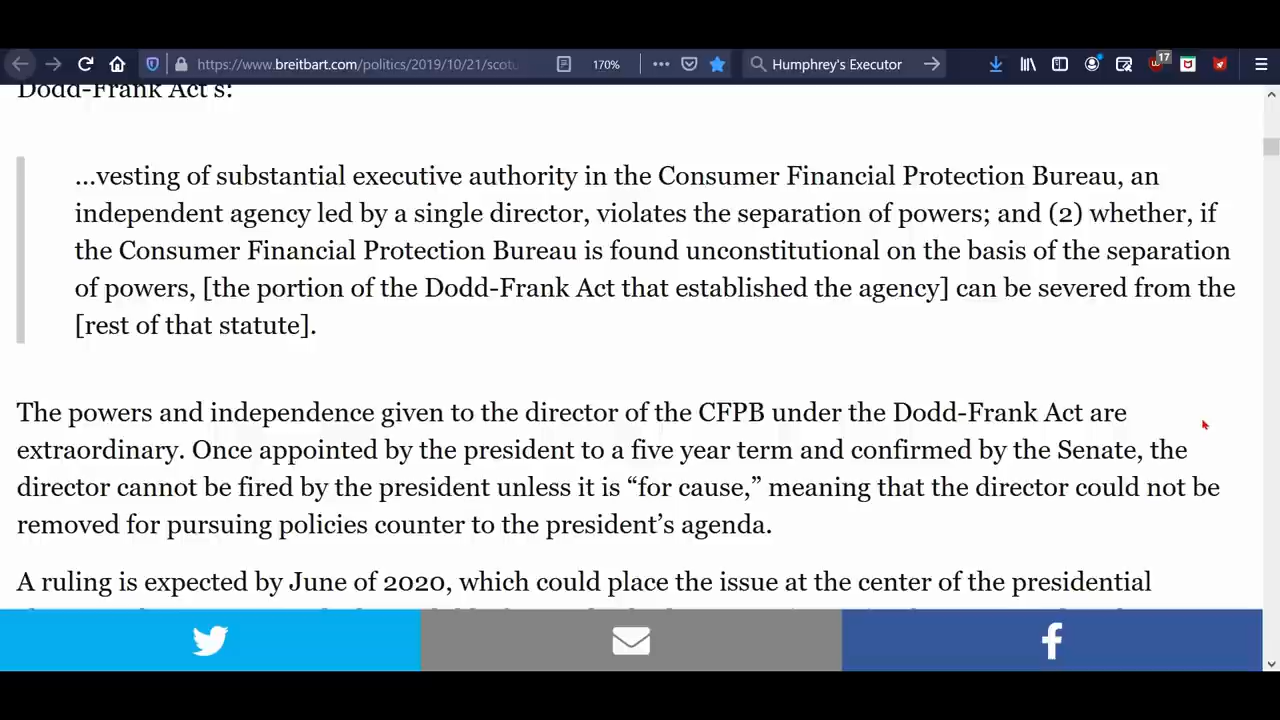 https://www.breitbart.com/politics/2019/10/21/scotu
170%
Humphrey's Executor
17
Dodd-Frank Act's:
...vesting of substantial executive authority in the Consumer Financial Protection Bureau, an
independent agency led by a single director, violates the separation of powers; and (2) whether, if
the Consumer Financial Protection Bureau is found unconstitutional on the basis of the separation
of powers, [the portion of the Dodd-Frank Act that established the agency] can be severed from the
[rest of that statute].
The powers and independence given to the director of the CFPB under the Dodd-Frank Act are
extraordinary. Once appointed by the president to a five year term and confirmed by the Senate, the
director cannot be fired by the president unless it is “for cause,” meaning that the director could not be
removed for pursuing policies counter to the president’s agenda.
A ruling is expected by June of 2020, which could place the issue at the center of the presidential